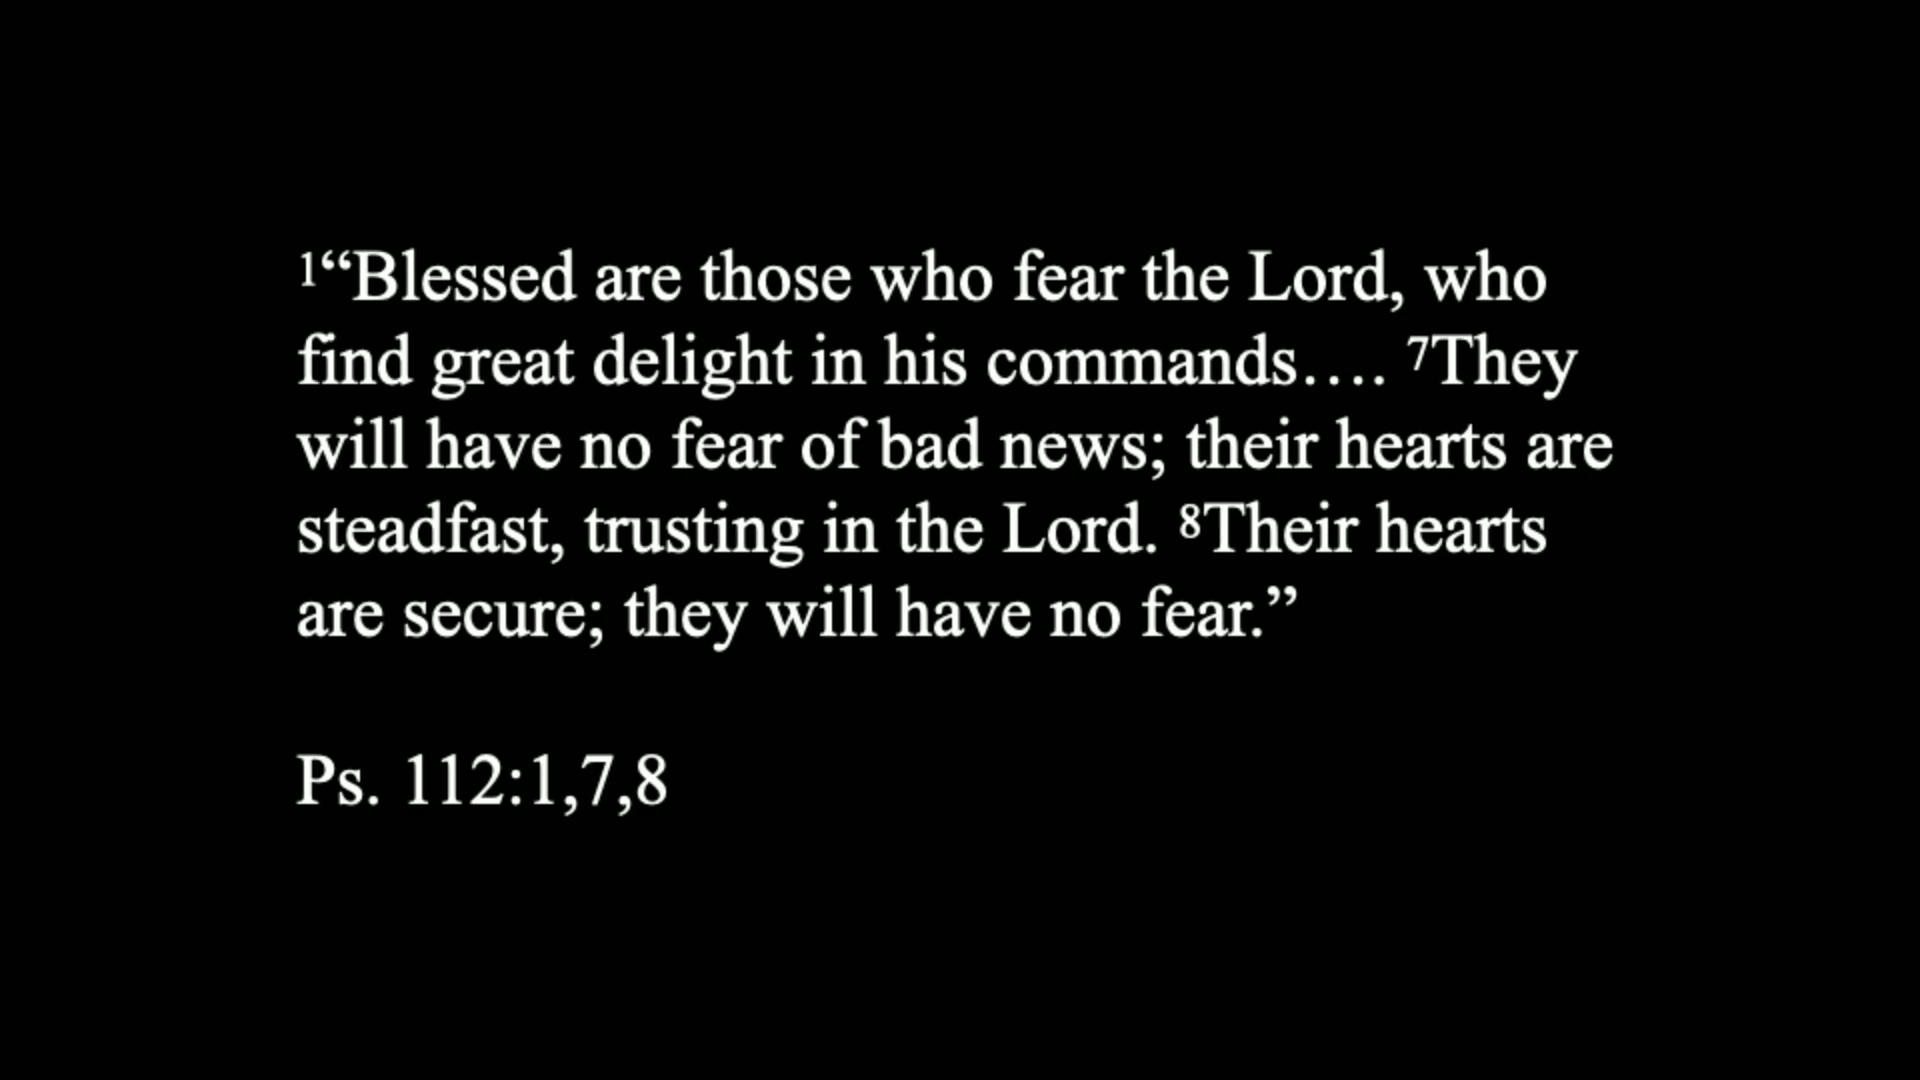 ¹“Blessed are those who fear the Lord, who
find great delight in his commands…. ⁷They
will have no fear of bad news; their hearts are
steadfast, trusting in the Lord. ⁸Their hearts
are secure; they will have no fear.”
Ps. 112:1,7,8